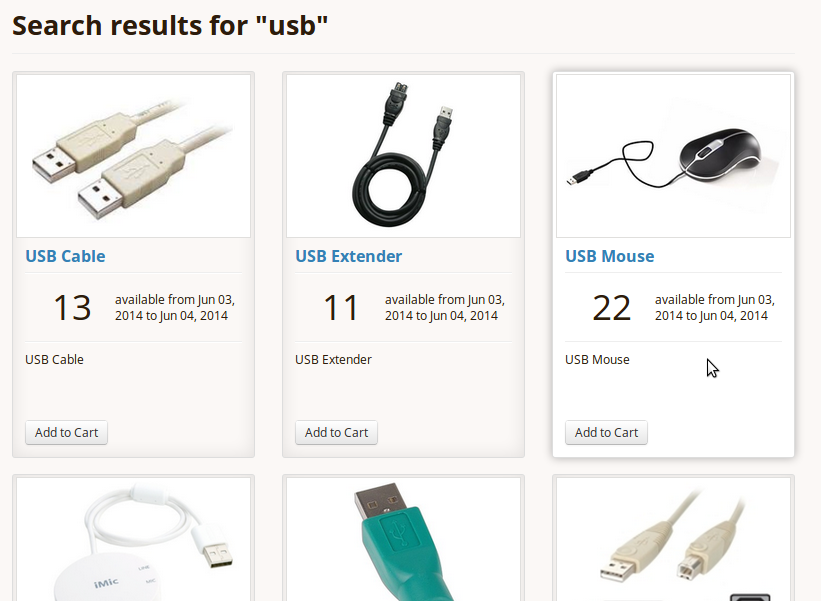 Search results for "usb"
USB Cable
13
available from Jun 03,
2014 to Jun 04, 2014
USB Cable
Add to Cart
USB Extender
11
available from Jun 03,
2014 to Jun 04, 2014
USB Extender
Add to Cart
USB Mouse
22
available from Jun 03,
2014 to Jun 04, 2014
USB Mouse
Add to Cart
iMic
LINE
MIC